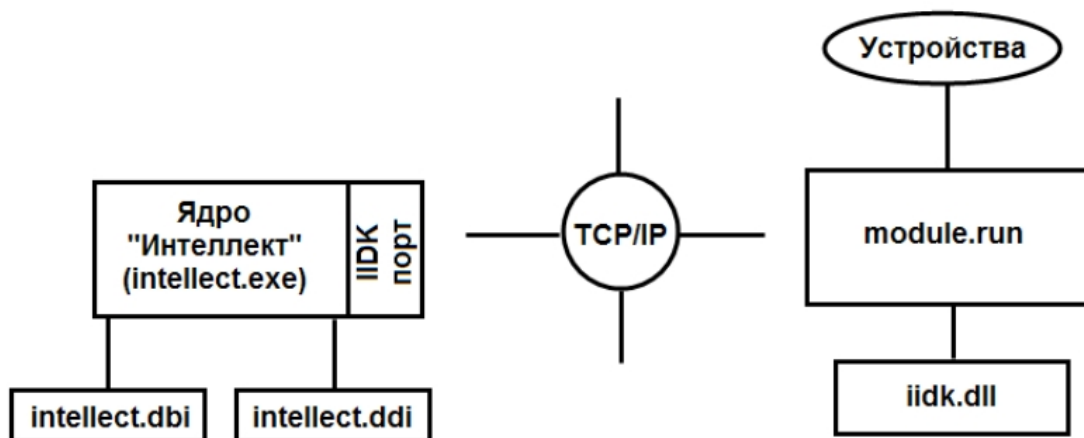 Устройства
Ядро
"Интеллект"
(intellect.exe)
IIDK
порт
TCP/IP
module.run
intellect.dbi
intellect.ddi
iidk.dll